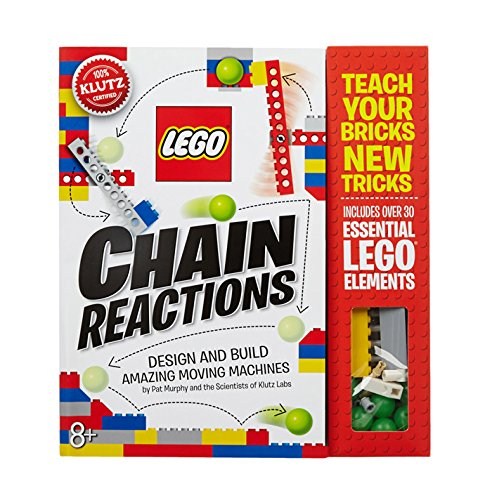 100%
KLUTZ
CERTIFIED
LEGO
CHAIN
REACTIONS
DESIGN AND BUILD
AMAZING MOVING MACHINES
by Pat Murphy and the Scientists of Klutz Labs
8+
TEACH
YOUR
BRICKS
NEW
TRICKS
INCLUDES OVER 30
ESSENTIAL
LEGO®
ELEMENTS